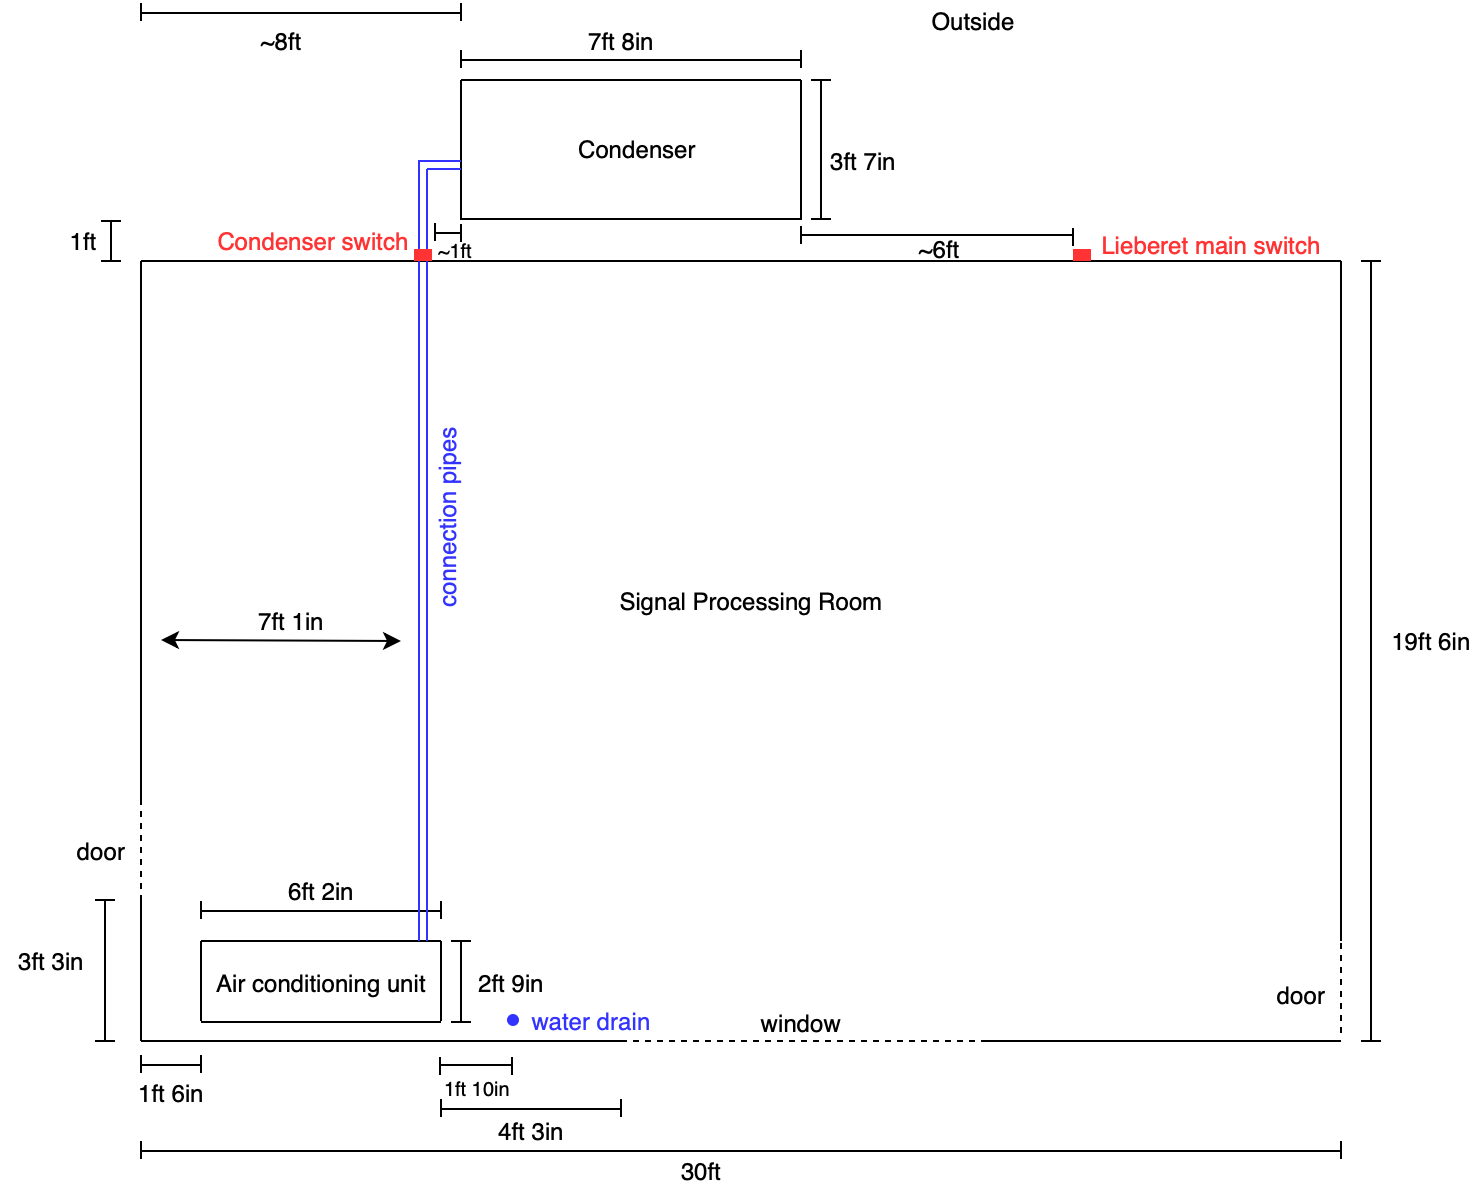 Outside
~8ft
7ft 8in
Condenser
3ft 7in
1ft
Condenser switch
~1ft
~6ft
Lieberet main switch
connection pipes
Signal Processing Room
7ft 1in
19ft 6in
door
6ft 2in
3ft 3in
Air conditioning unit
2ft 9in
door
water drain
window
1ft 6in
1ft 10in
4ft 3in
30ft